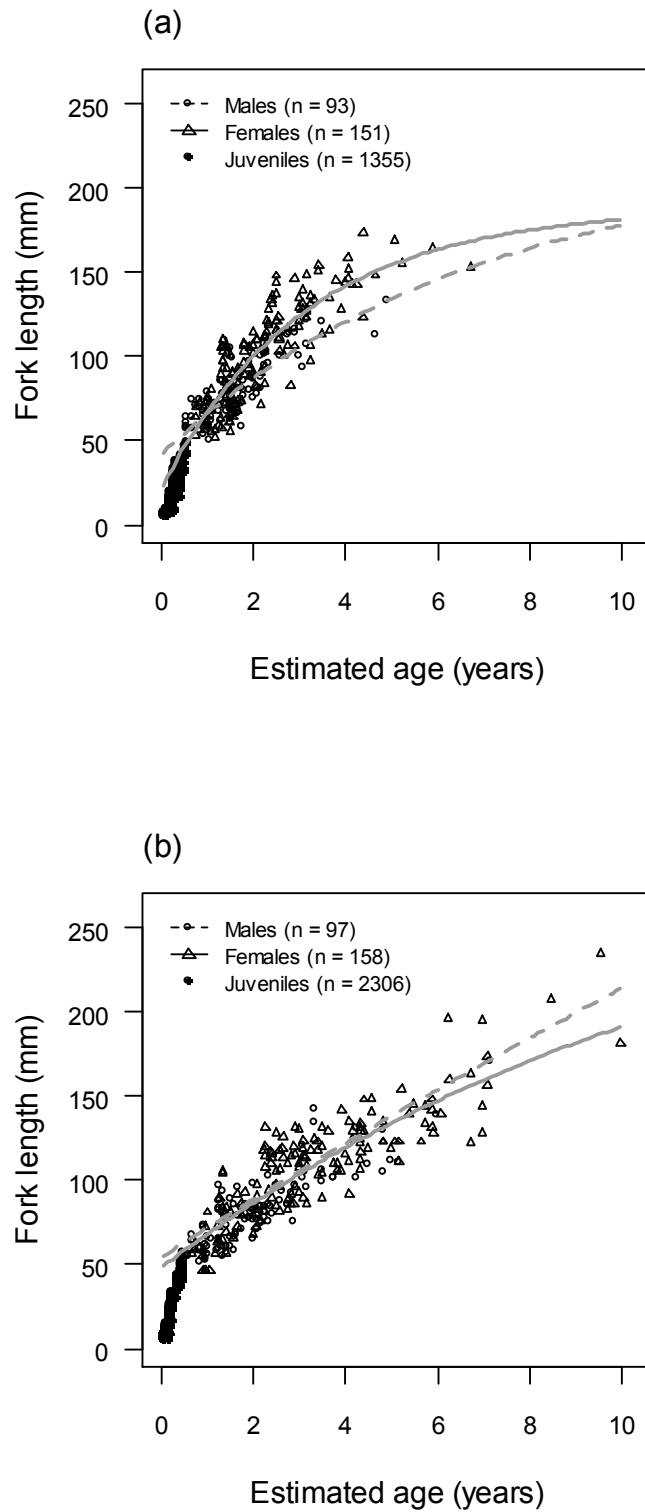 (a)
250
200
150
100
50
0
Fork length (mm)
Males (n = 93)
Females (n = 151)
Juveniles (n = 1355)
0 2 4 6 8 10
Estimated age (years)
(b)
250
200
150
100
50
0
Fork length (mm)
Males (n = 97)
Females (n = 158)
Juveniles (n = 2306)
0 2 4 6 8 10
Estimated age (years)